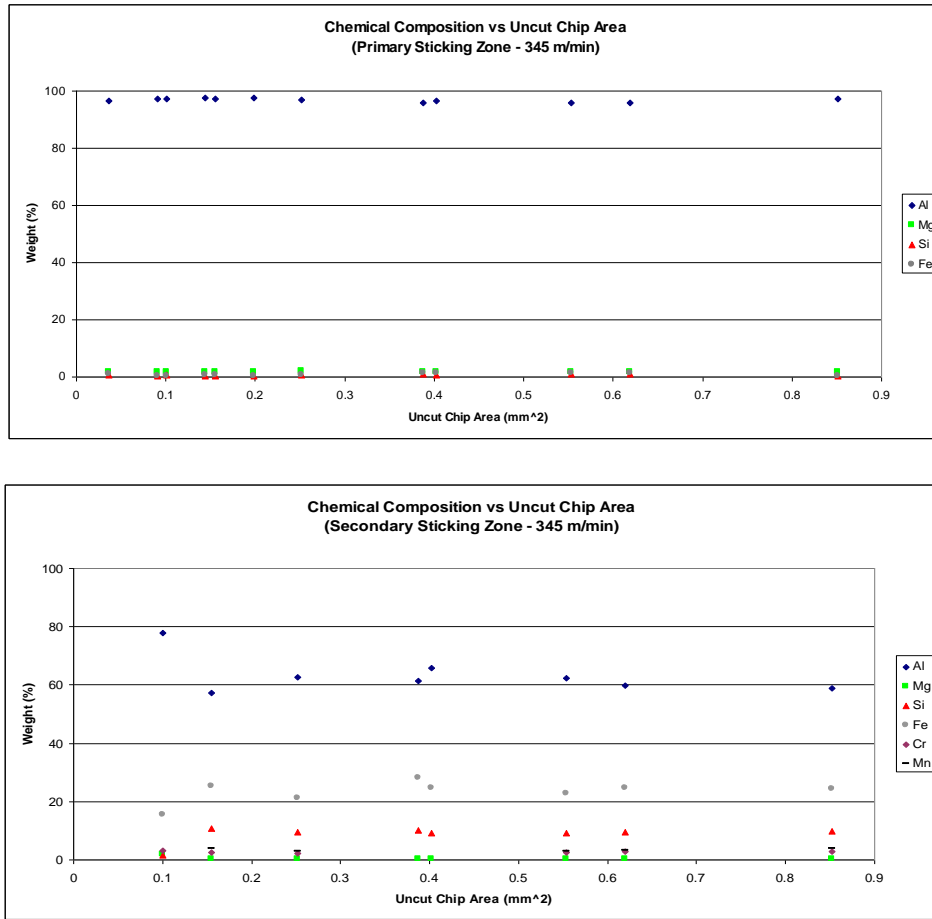 Chemical Composition vs Uncut Chip Area
(Primary Sticking Zone - 345 m/min)
100
80
60
40
20
0
Weight (%)
0 0.1 0.2 0.3 0.4 0.5 0.6 0.7 0.8 0.9
Uncut Chip Area (mm^2)
Al
Mg
Si
Fe
Chemical Composition vs Uncut Chip Area
(Secondary Sticking Zone - 345 m/min)
100
80
60
40
20
0
Weight (%)
0 0.1 0.2 0.3 0.4 0.5 0.6 0.7 0.8 0.9
Uncut Chip Area (mm^2)
Al
Mg
Si
Fe
Cr
Mn